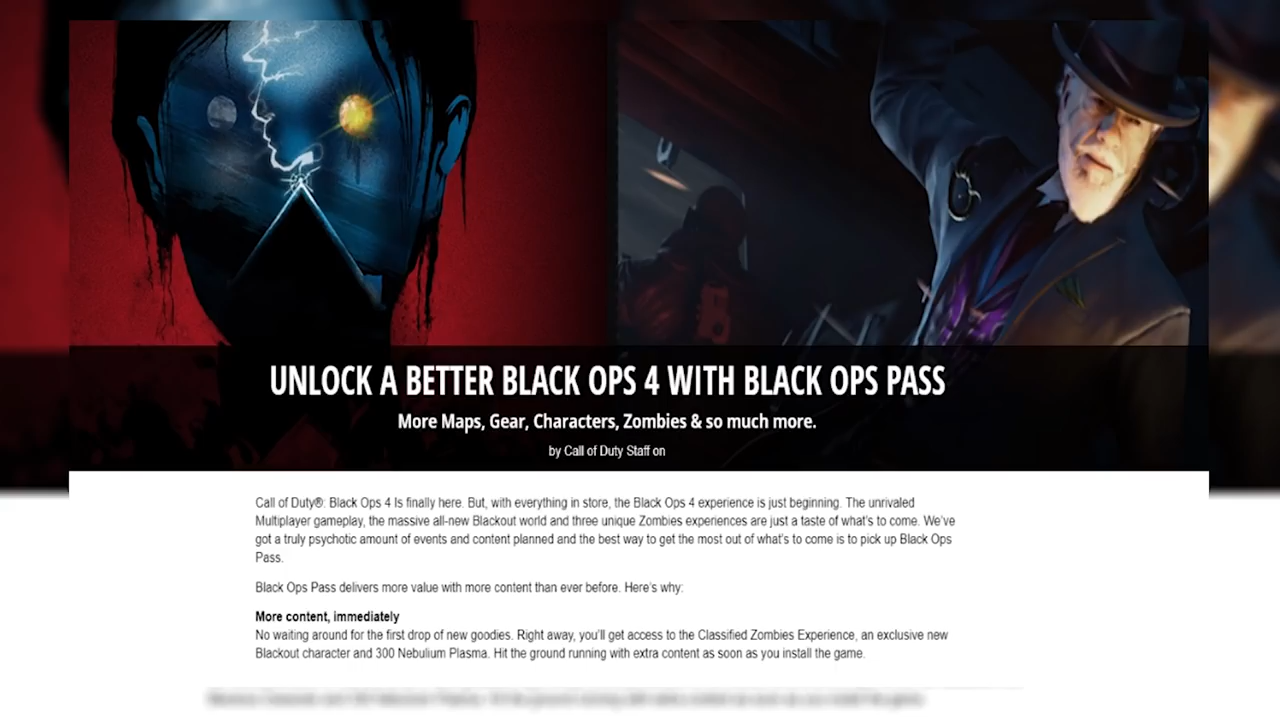 UNLOCK A BETTER BLACK OPS 4 WITH BLACK OPS PASS
More Maps, Gear, Characters, Zombies & so much more.
by Call of Duty Staff on
Call of Duty®: Black Ops 4 Is finally here. But, with everything in store, the Black Ops 4 experience is just beginning. The unrivaled
Multiplayer gameplay, the massive all-new Blackout world and three unique Zombies experiences are just a taste of what's to come. We've
got a truly psychotic amount of events and content planned and the best way to get the most out of what's to come is to pick up Black Ops
Pass.
Black Ops Pass delivers more value with more content than ever before. Here's why:
More content, immediately
No waiting around for the first drop of new goodies. Right away, you'll get access to the Classified Zombies Experience, an exclusive new
Blackout character and 300 Nebulium Plasma. Hit the ground running with extra content as soon as you install the game.